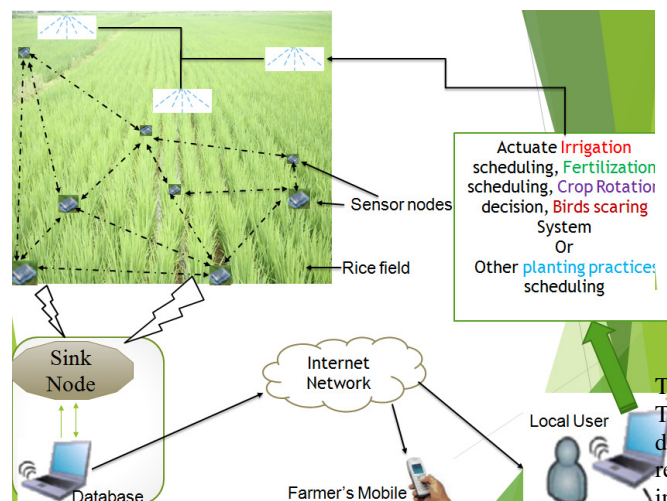 Actuate Irrigation
scheduling, Fertilization
scheduling, Crop Rotation
decision, Birds scaring
System
Or
Other planting practices
scheduling
Sensor nodes
Rice field
Sink
Node
Internet
Network
Local User
Database
Farmer's Mobile